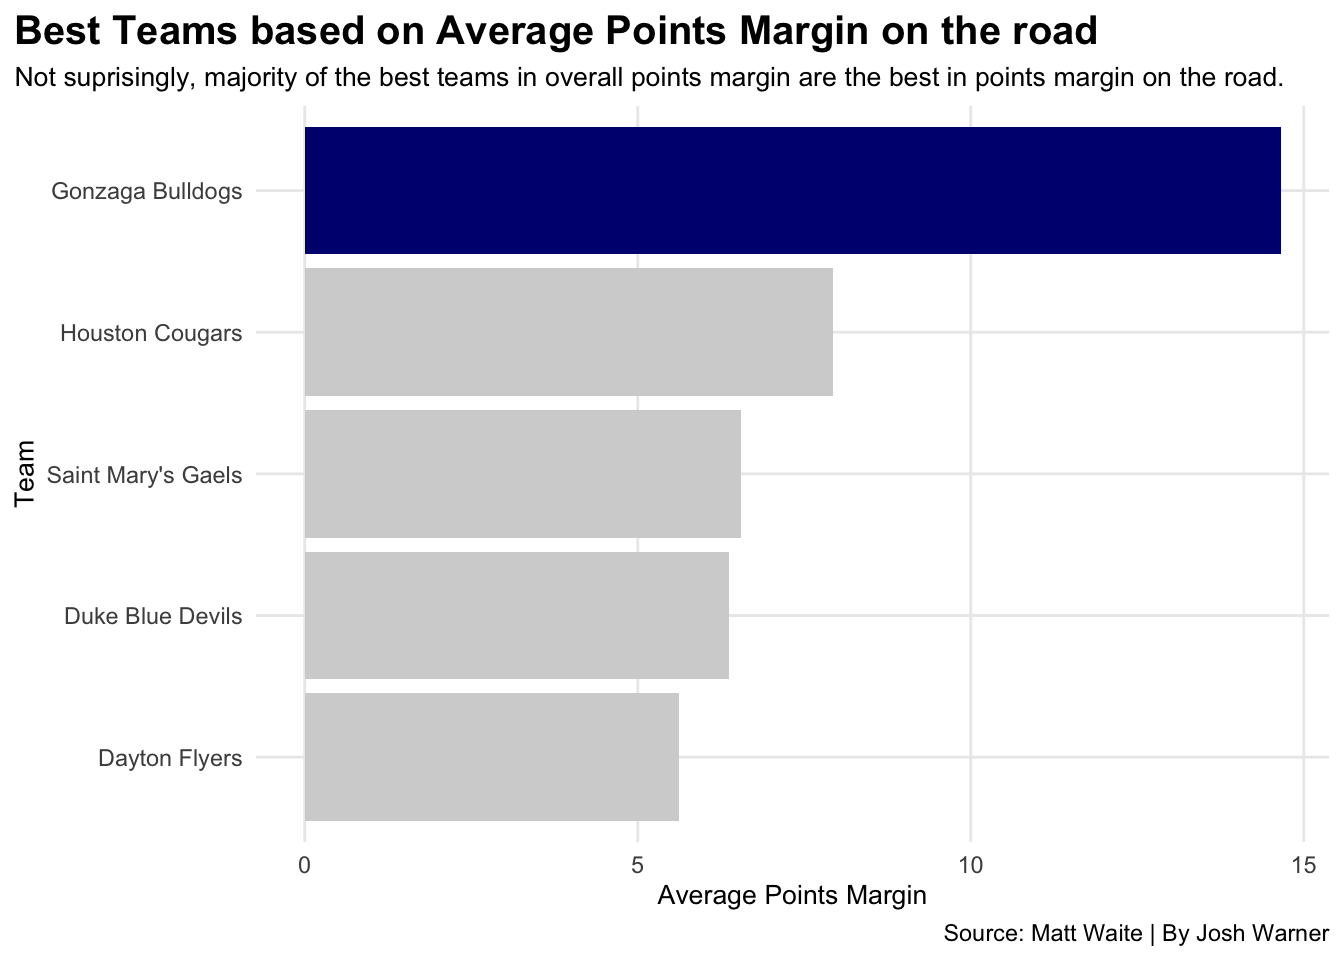 Best Teams based on Average Points Margin on the road
Not suprisingly, majority of the best teams in overall points margin are the best in points margin on the road.
Gonzaga Bulldogs
Houston Cougars
Saint Mary's Gaels
Duke Blue Devils
Dayton Flyers
Team
0 5 10 15
Average Points Margin
Source: Matt Waite | By Josh Warner